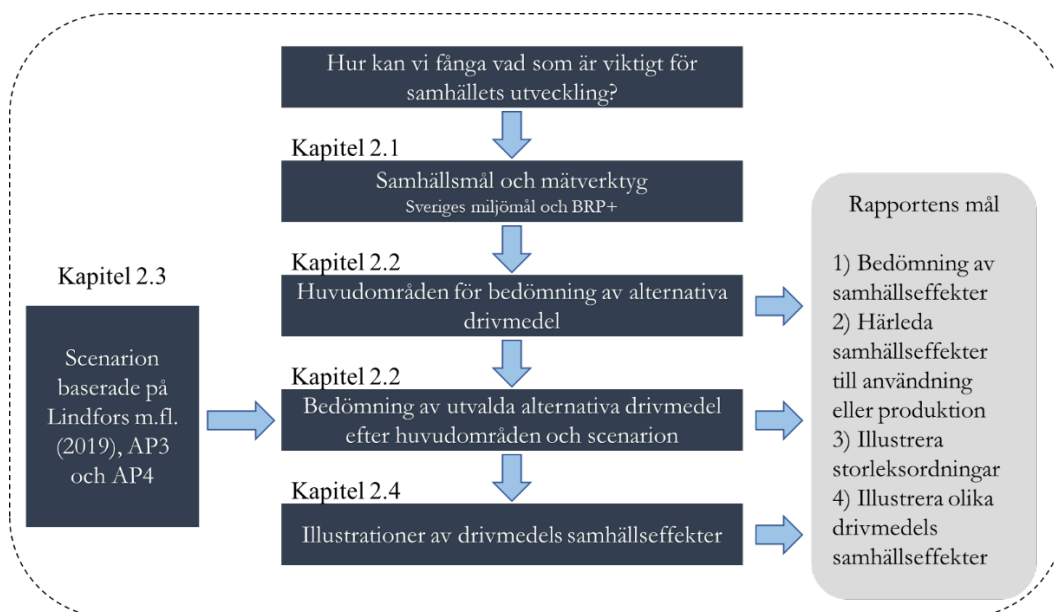 Hur kan vi fånga vad som är viktigt för
samhällets utveckling?
Kapitel 2.1
Samhällsmål och mätverktyg
Sveriges miljömål och BRP+
Kapitel 2.2
Huvudområden för bedömning av alternativa
drivmedel
Kapitel 2.3
Scenarion
baserade på
Lindfors m.fl.
(2019), AP3
och AP4
Kapitel 2.2
Bedömning av utvalda alternativa drivmedel
efter huvudområden och scenarion
Kapitel 2.4
Illustrationer av drivmedels samhällseffekter
Rapportens mål
1) Bedömning av
samhällseffekter
2) Härleda
samhällseffekter
till användning
eller produktion
3) Illustrera
storleksordningar
4) Illustrera olika
drivmedels
samhällseffekter